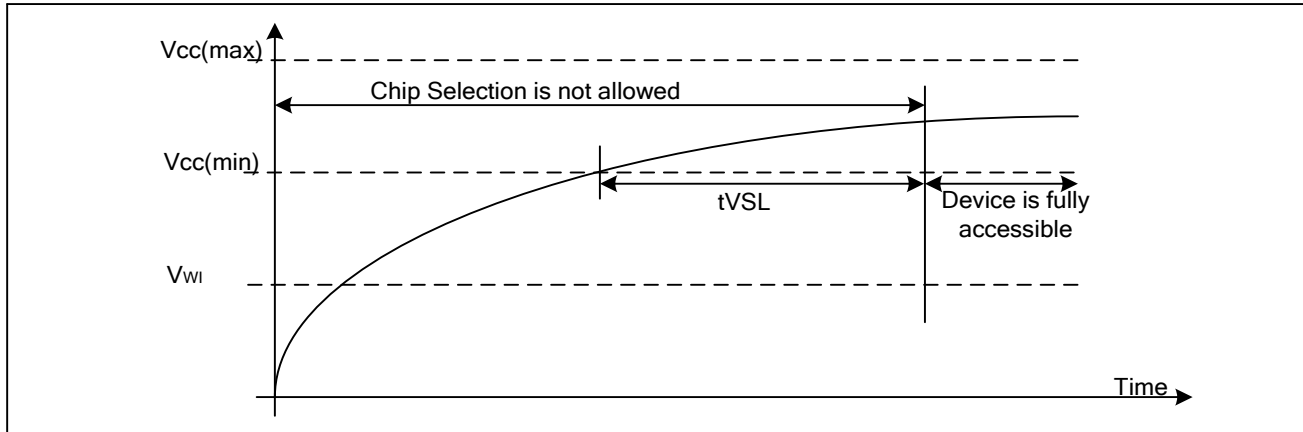 Vcc(max)
Chip Selection is not allowed
Vcc(min)
tVSL
Device is fully
accessible
VWI
Time